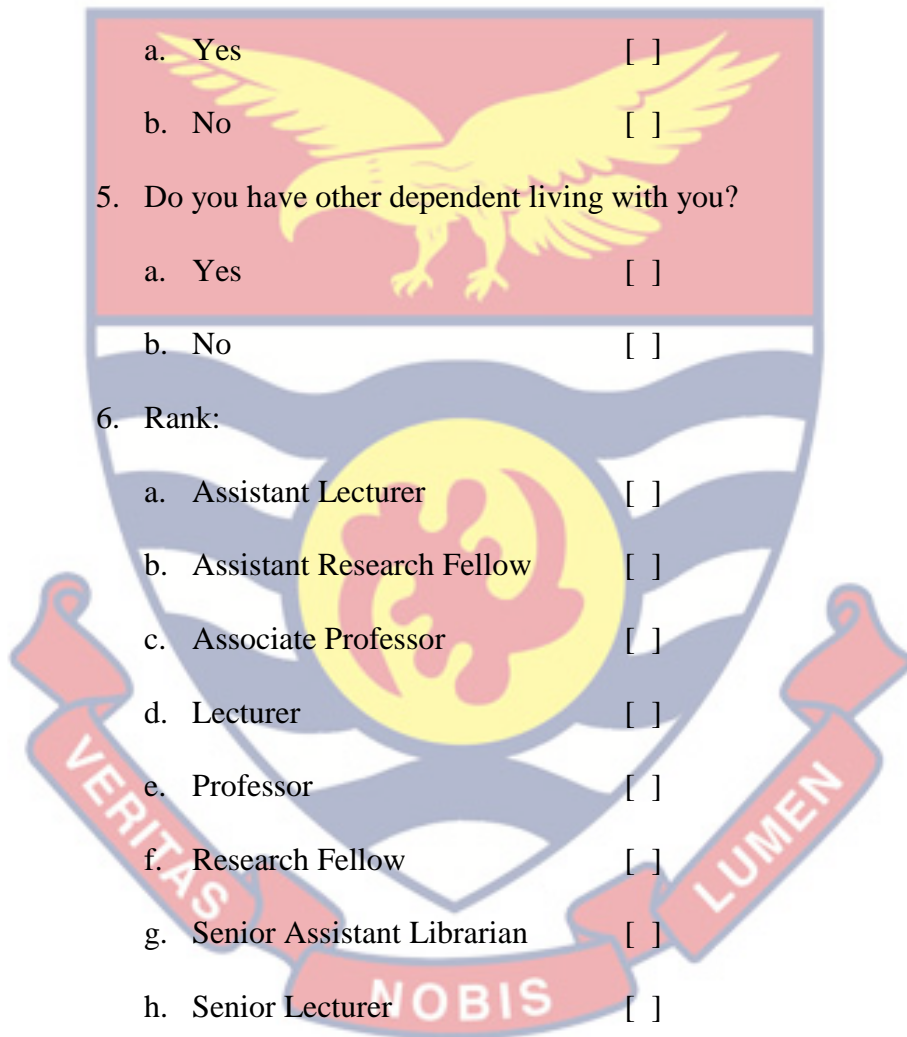 a. Yes [ ]
b. No [ ]
5. Do you have other dependent living with you?
a. Yes [ ]
b. No [ ]
6. Rank:
a. Assistant Lecturer [ ]
b. Assistant Research Fellow [ ]
c. Associate Professor [ ]
d. Lecturer [ ]
e. Professor [ ]
f. Research Fellow [ ]
g. Senior Assistant Librarian [ ]
h. Senior Lecturer [ ]
VERITAS NOBIS LUMEN